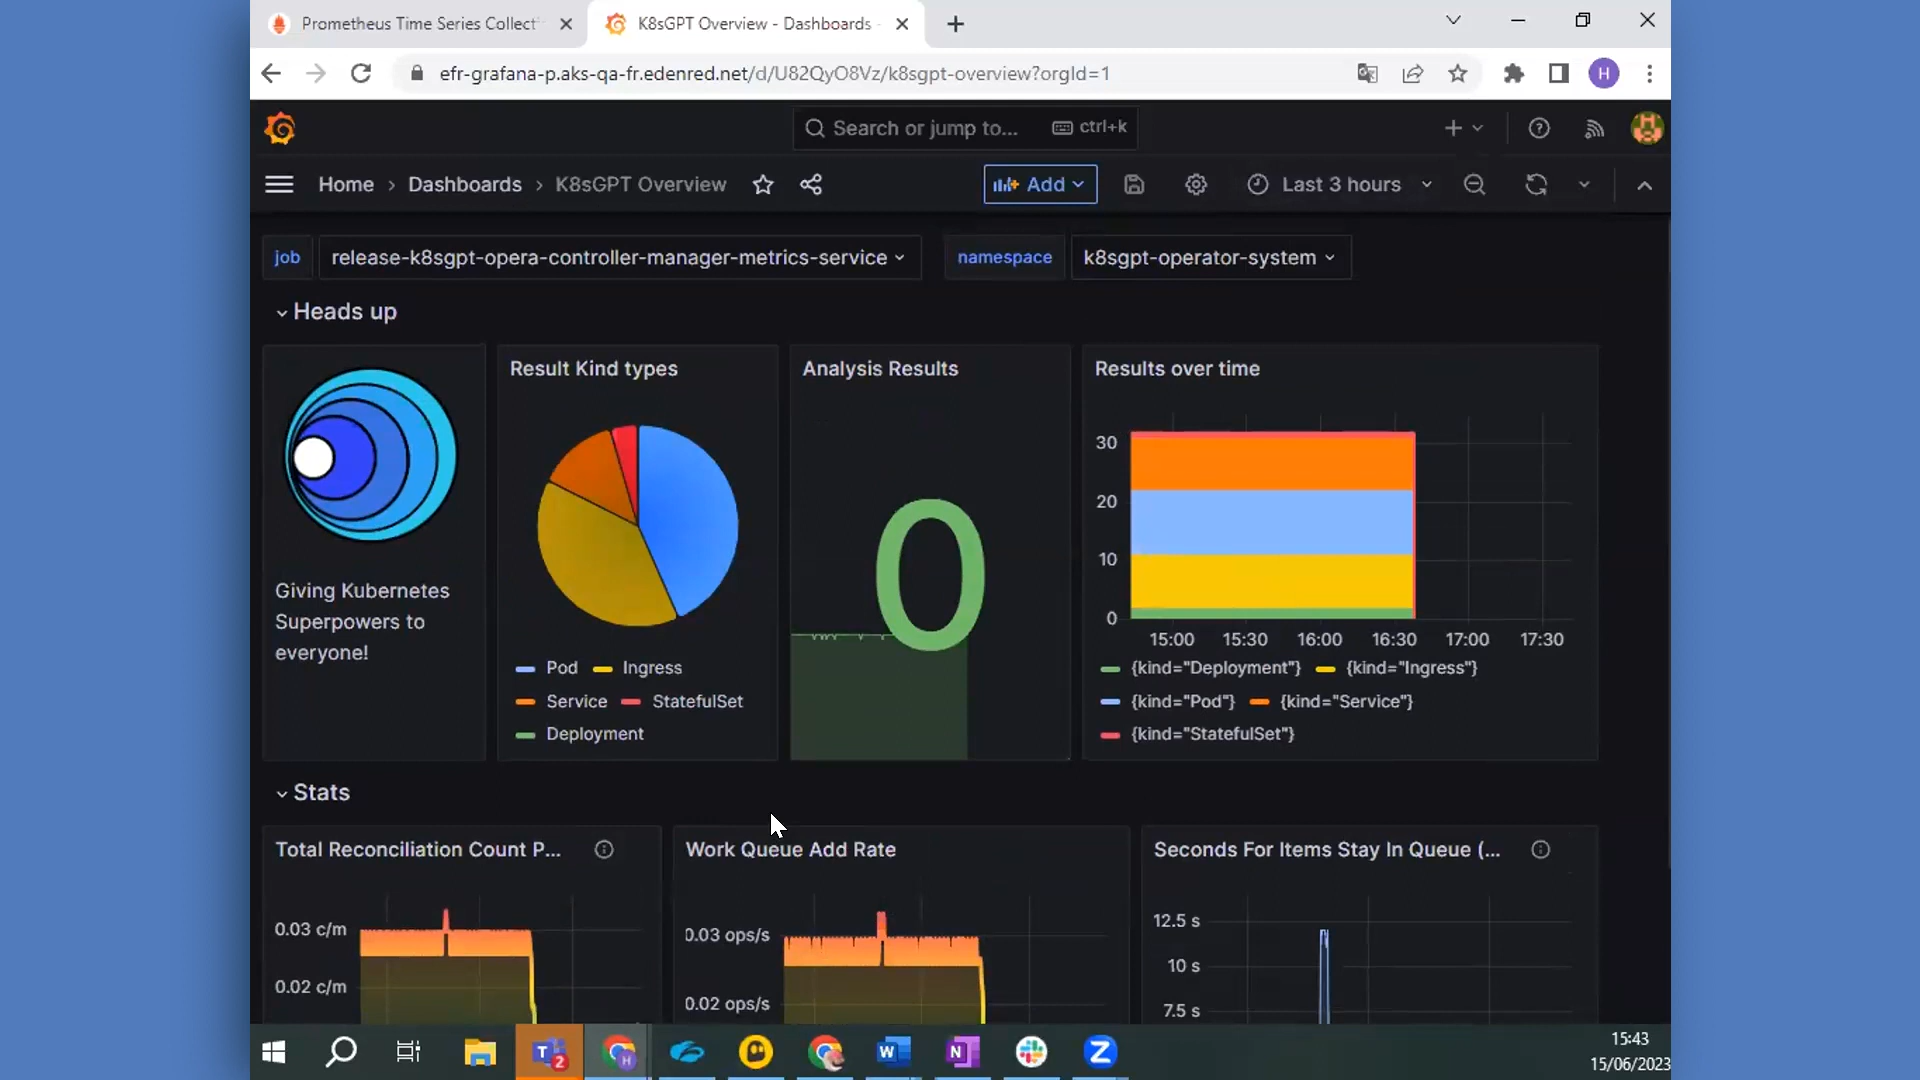 Prometheus Time Series Collect
K8sGPT Overview - Dashboards -
efr-grafana-p.aks-qa-fr.edenred.net/d/U82QyO8Vz/k8sgpt-overview?orgId=1
H
Search or jump to... ctrl+k
Home › Dashboards › K8sGPT Overview
Add
Last 3 hours
job release-k8sgpt-opera-controller-manager-metrics-service
namespace k8sgpt-operator-system
Heads up
Giving Kubernetes
Superpowers to
everyone!
Result Kind types
Pod Ingress
Service StatefulSet
Deployment
Analysis Results
0
Results over time
30
20
10
0
15:00 15:30 16:00 16:30 17:00 17:30
{kind="Deployment"} {kind="Ingress"}
{kind="Pod"} {kind="Service"}
{kind="StatefulSet"}
Stats
Total Reconciliation Count P...
0.03 c/m
0.02 c/m
Work Queue Add Rate
0.03 ops/s
0.02 ops/s
Seconds For Items Stay In Queue (...
12.5 s
10 s
7.5 s
T 2
H
W
N
Z
15:43
15/06/2023